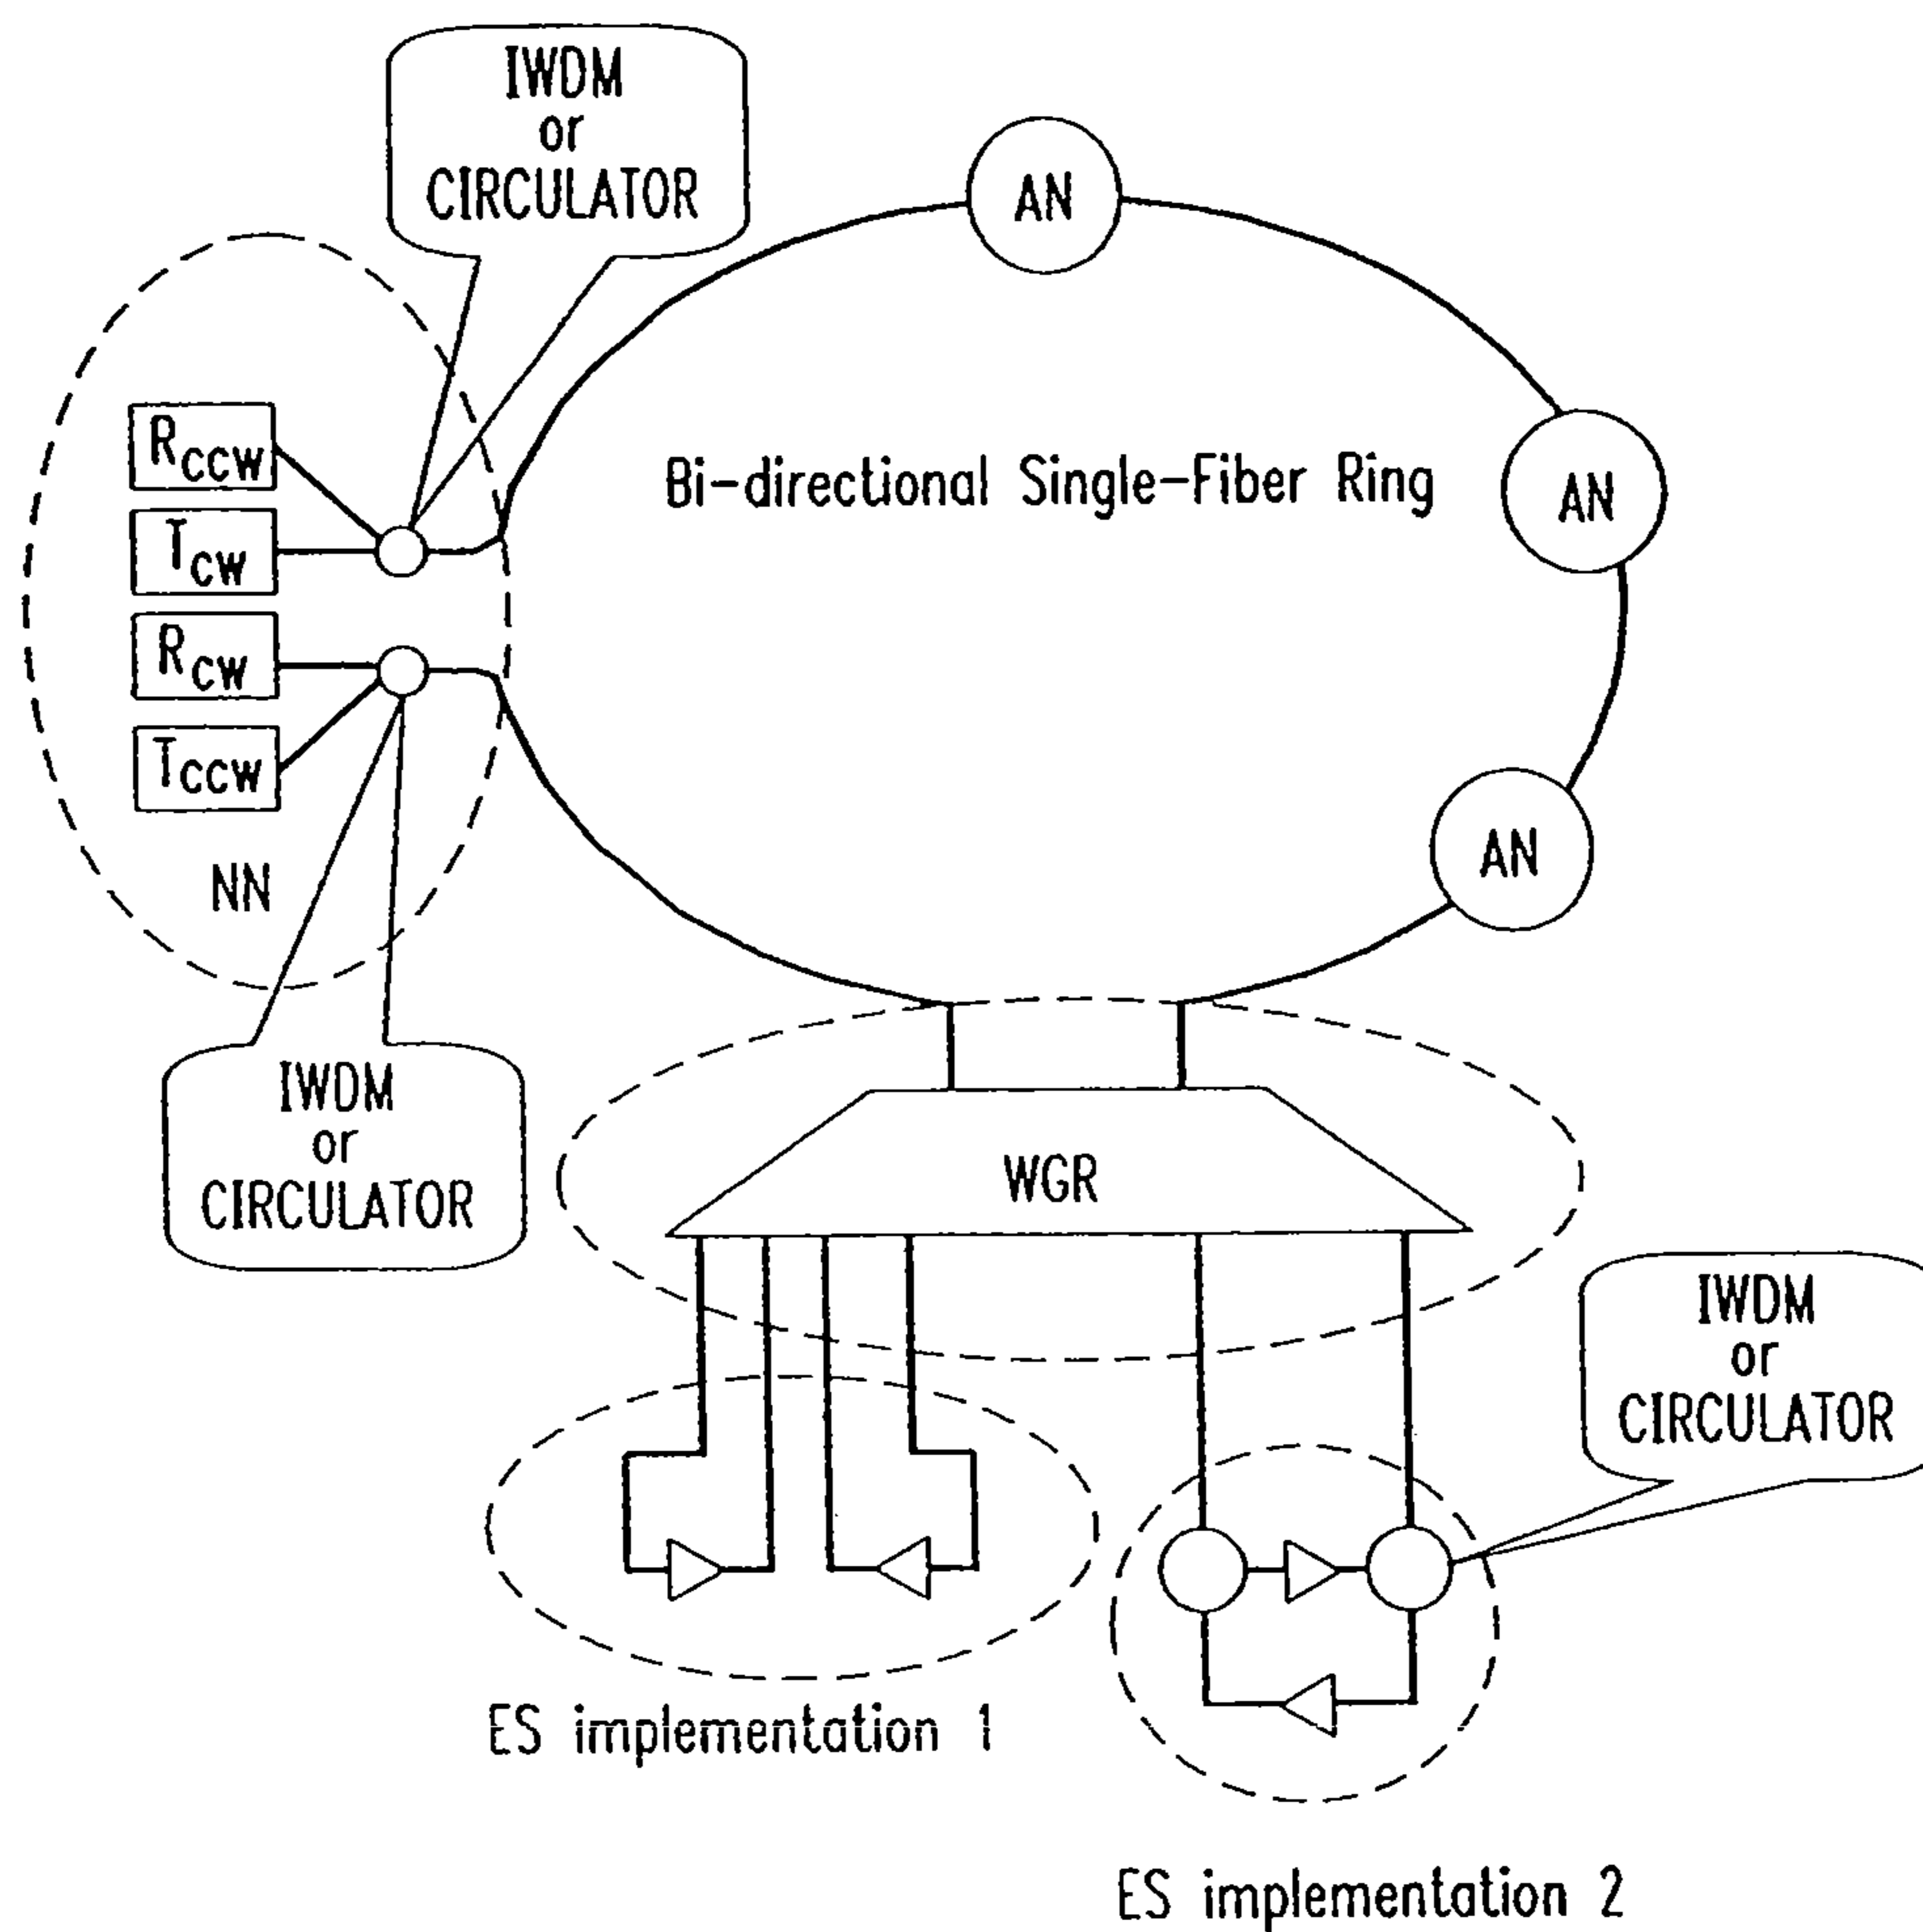 IWDM
or
CIRCULATOR
AN
AN
Bi-directional Single-Fiber Ring
RCCW
TCW
RCW
TCCW
AN
NN
IWDM
or
CIRCULATOR
WGR
IWDM
or
CIRCULATOR
ES implementation 1
ES implementation 2